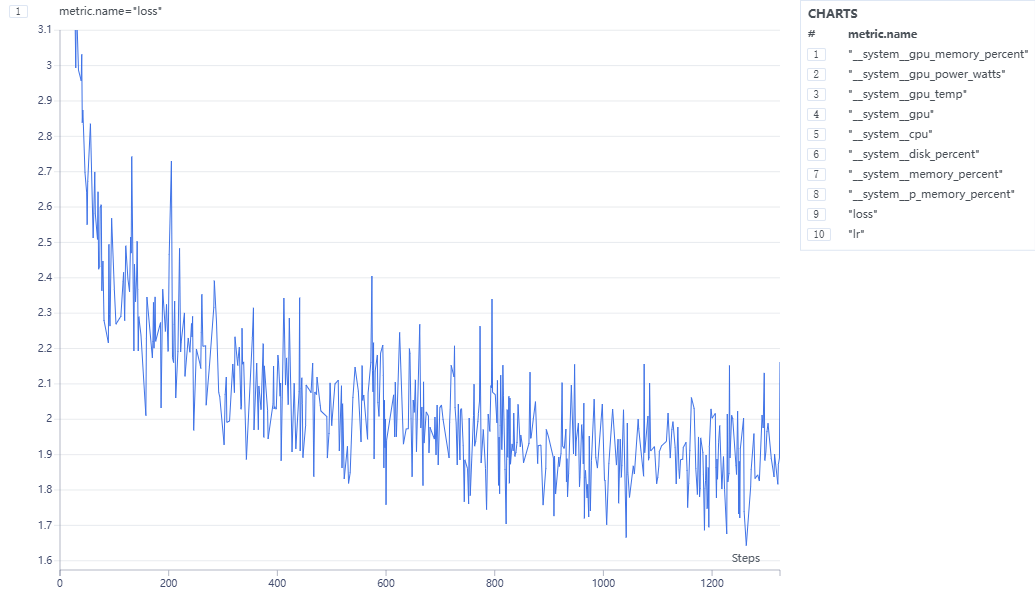 1 metric.name="loss"
3.1
3
2.9
2.8
2.7
2.6
2.5
2.4
2.3
2.2
2.1
2
1.9
1.8
1.7
1.6
Steps
0 200 400 600 800 1000 1200
CHARTS
# metric.name
1 "__system__gpu_memory_percent"
2 "__system__gpu_power_watts"
3 "__system__gpu_temp"
4 "__system__gpu"
5 "__system__cpu"
6 "__system__disk_percent"
7 "__system__memory_percent"
8 "__system__p_memory_percent"
9 "loss"
10 "lr"